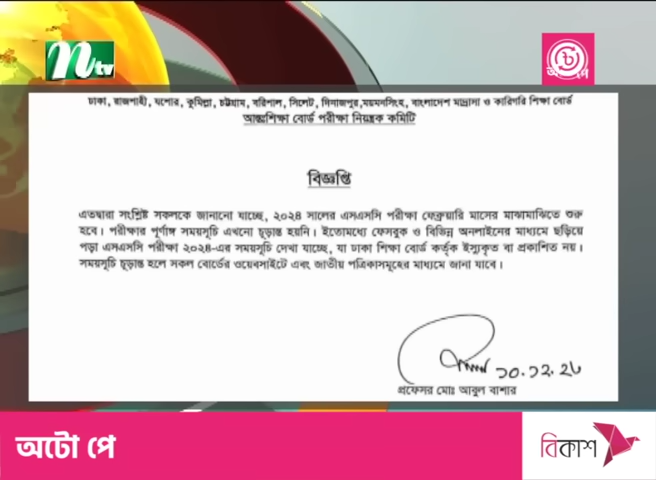 ntv
ঢাকা, রাজশাহী, যশোর, কুমিল্লা, চট্টগ্রাম, বরিশাল, সিলেট, দিনাজপুর,ময়মনসিংহ, বাংলাদেশ মাদ্রাসা ও কারিগরি শিক্ষা বোর্ড
আন্তঃশিক্ষা বোর্ড পরীক্ষা নিয়ন্ত্রক কমিটি
বিজ্ঞপ্তি
এতদ্বারা সংশ্লিষ্ট সকলকে জানানো যাচ্ছে, ২০২৪ সালের এসএসসি পরীক্ষা ফেব্রুয়ারি মাসের মাঝামাঝিতে শুরু
হবে। পরীক্ষার পূর্ণাঙ্গ সময়সূচি এখনো চূড়ান্ত হয়নি। ইতোমধ্যে ফেসবুক ও বিভিন্ন অনলাইনের মাধ্যমে ছড়িয়ে
পড়া এসএসসি পরীক্ষা ২০২৪-এর সময়সূচি দেখা যাচ্ছে, যা ঢাকা শিক্ষা বোর্ড কর্তৃক ইস্যুকৃত বা প্রকাশিত নয়।
সময়সূচি চূড়ান্ত হলে সকল বোর্ডের ওয়েবসাইটে এবং জাতীয় পত্রিকাসমূহের মাধ্যমে জানা যাবে।
১০.১২.২৩
প্রফেসর মোঃ আবুল বাশার
অটো পে
বিকাশ